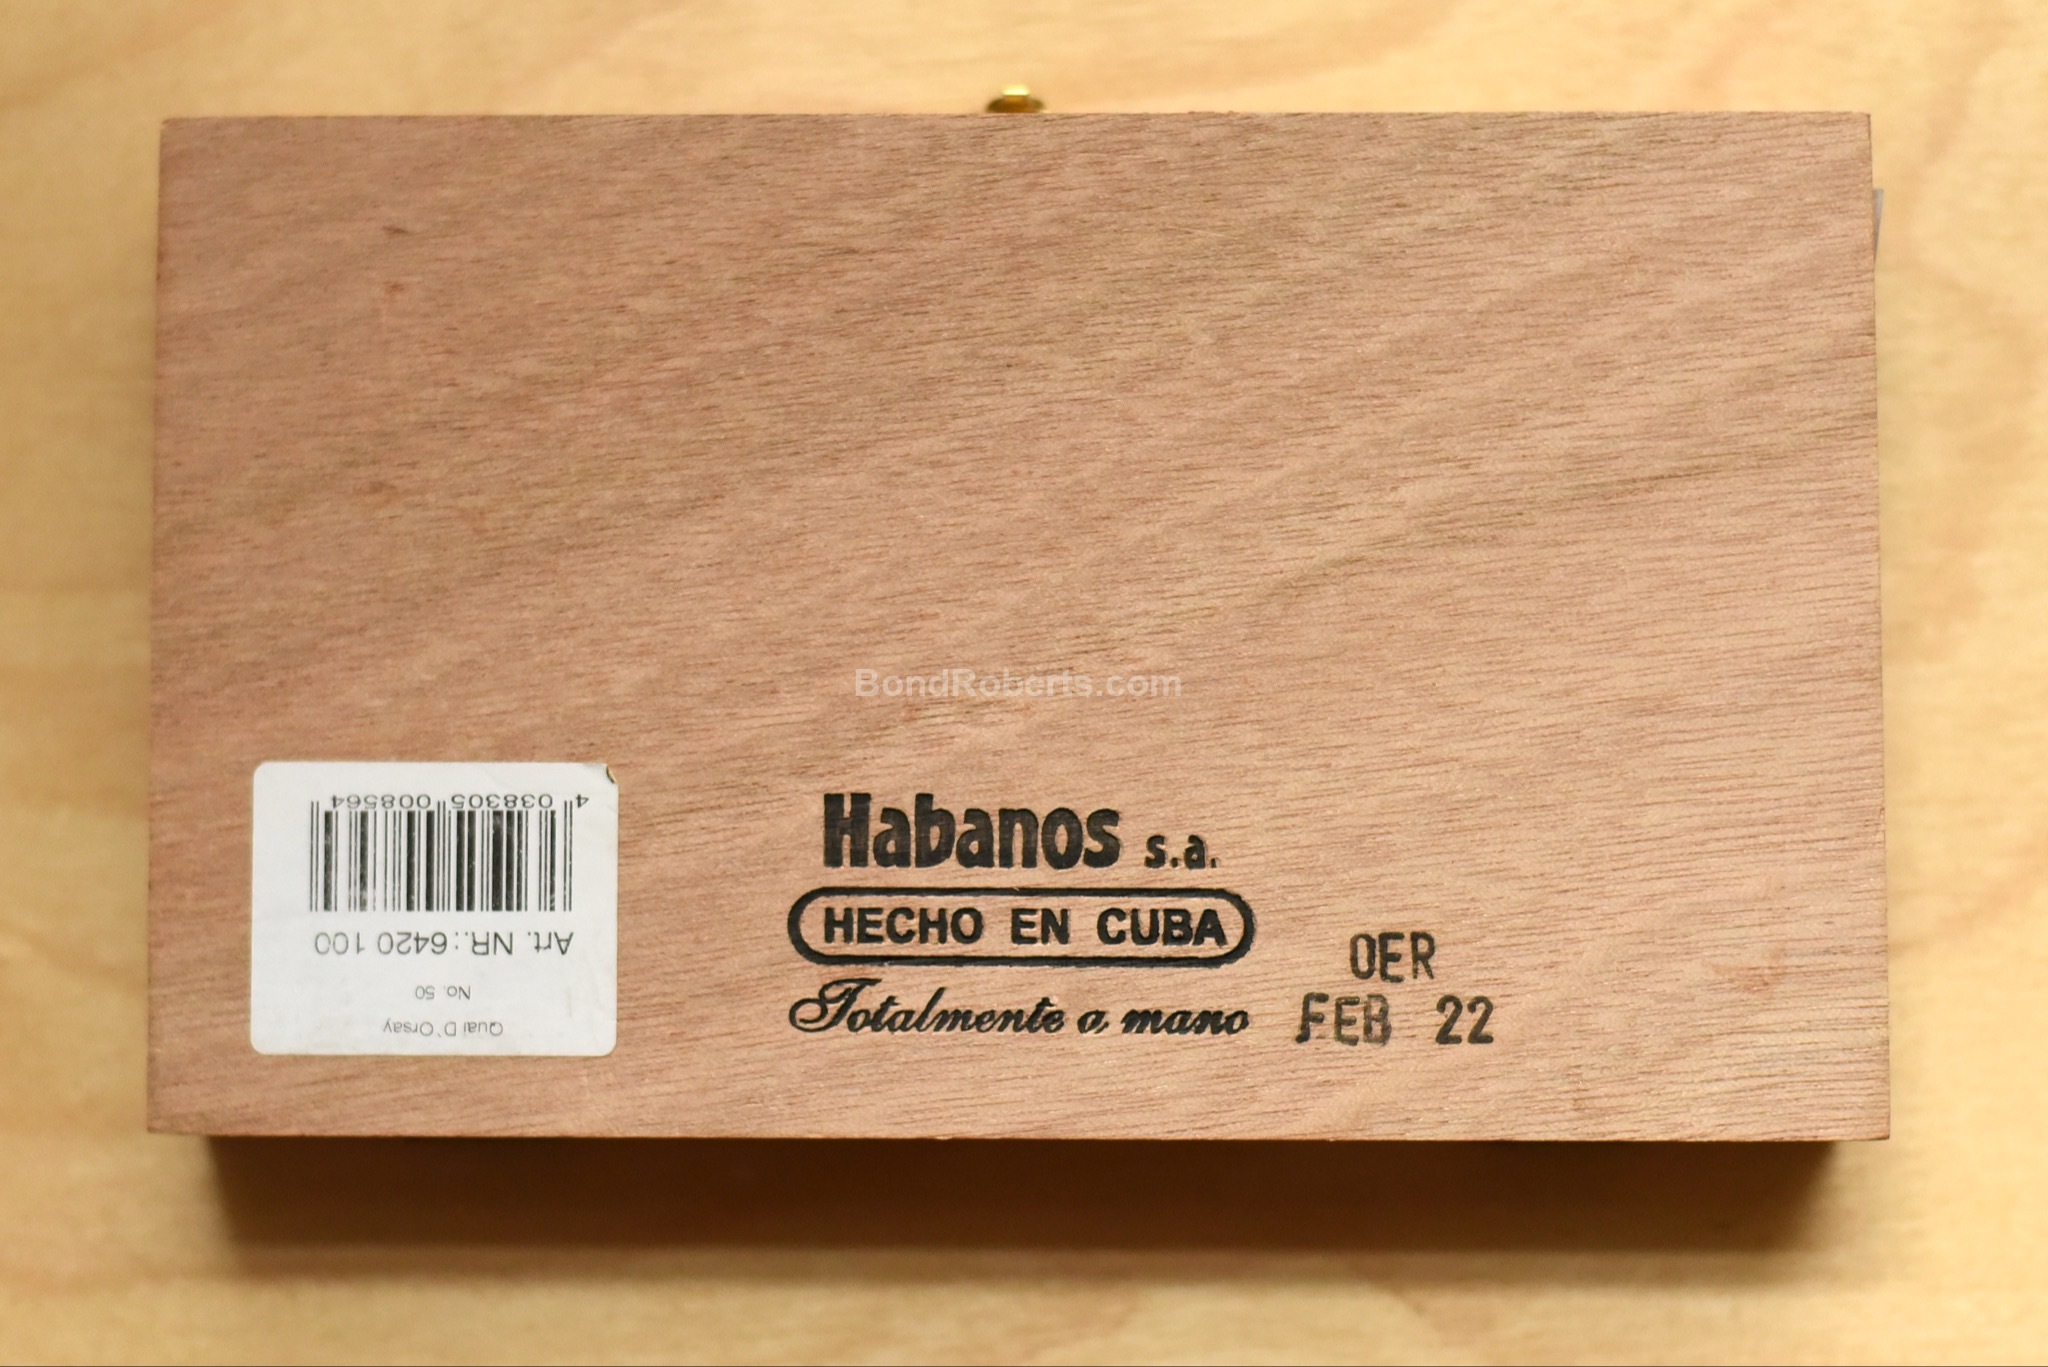 BondRoberts.com
Habanos s.a.
HECHO EN CUBA
Totalmente a mano
OER
FEB 22
Quai D'Orsay
No. 50
Art. NR.: 6420 100
4 038305 008564